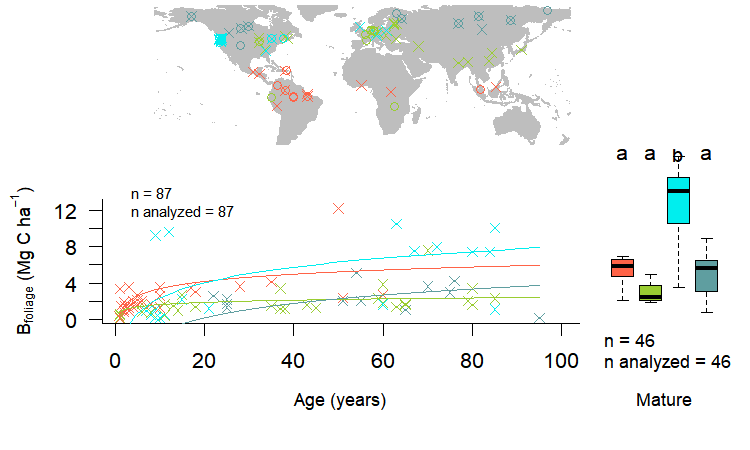 n = 87
n analyzed = 87
B foliage (Mg C ha⁻¹)
12
8
4
0
0 20 40 60 80 100
Age (years)
a a b a
n = 46
n analyzed = 46
Mature